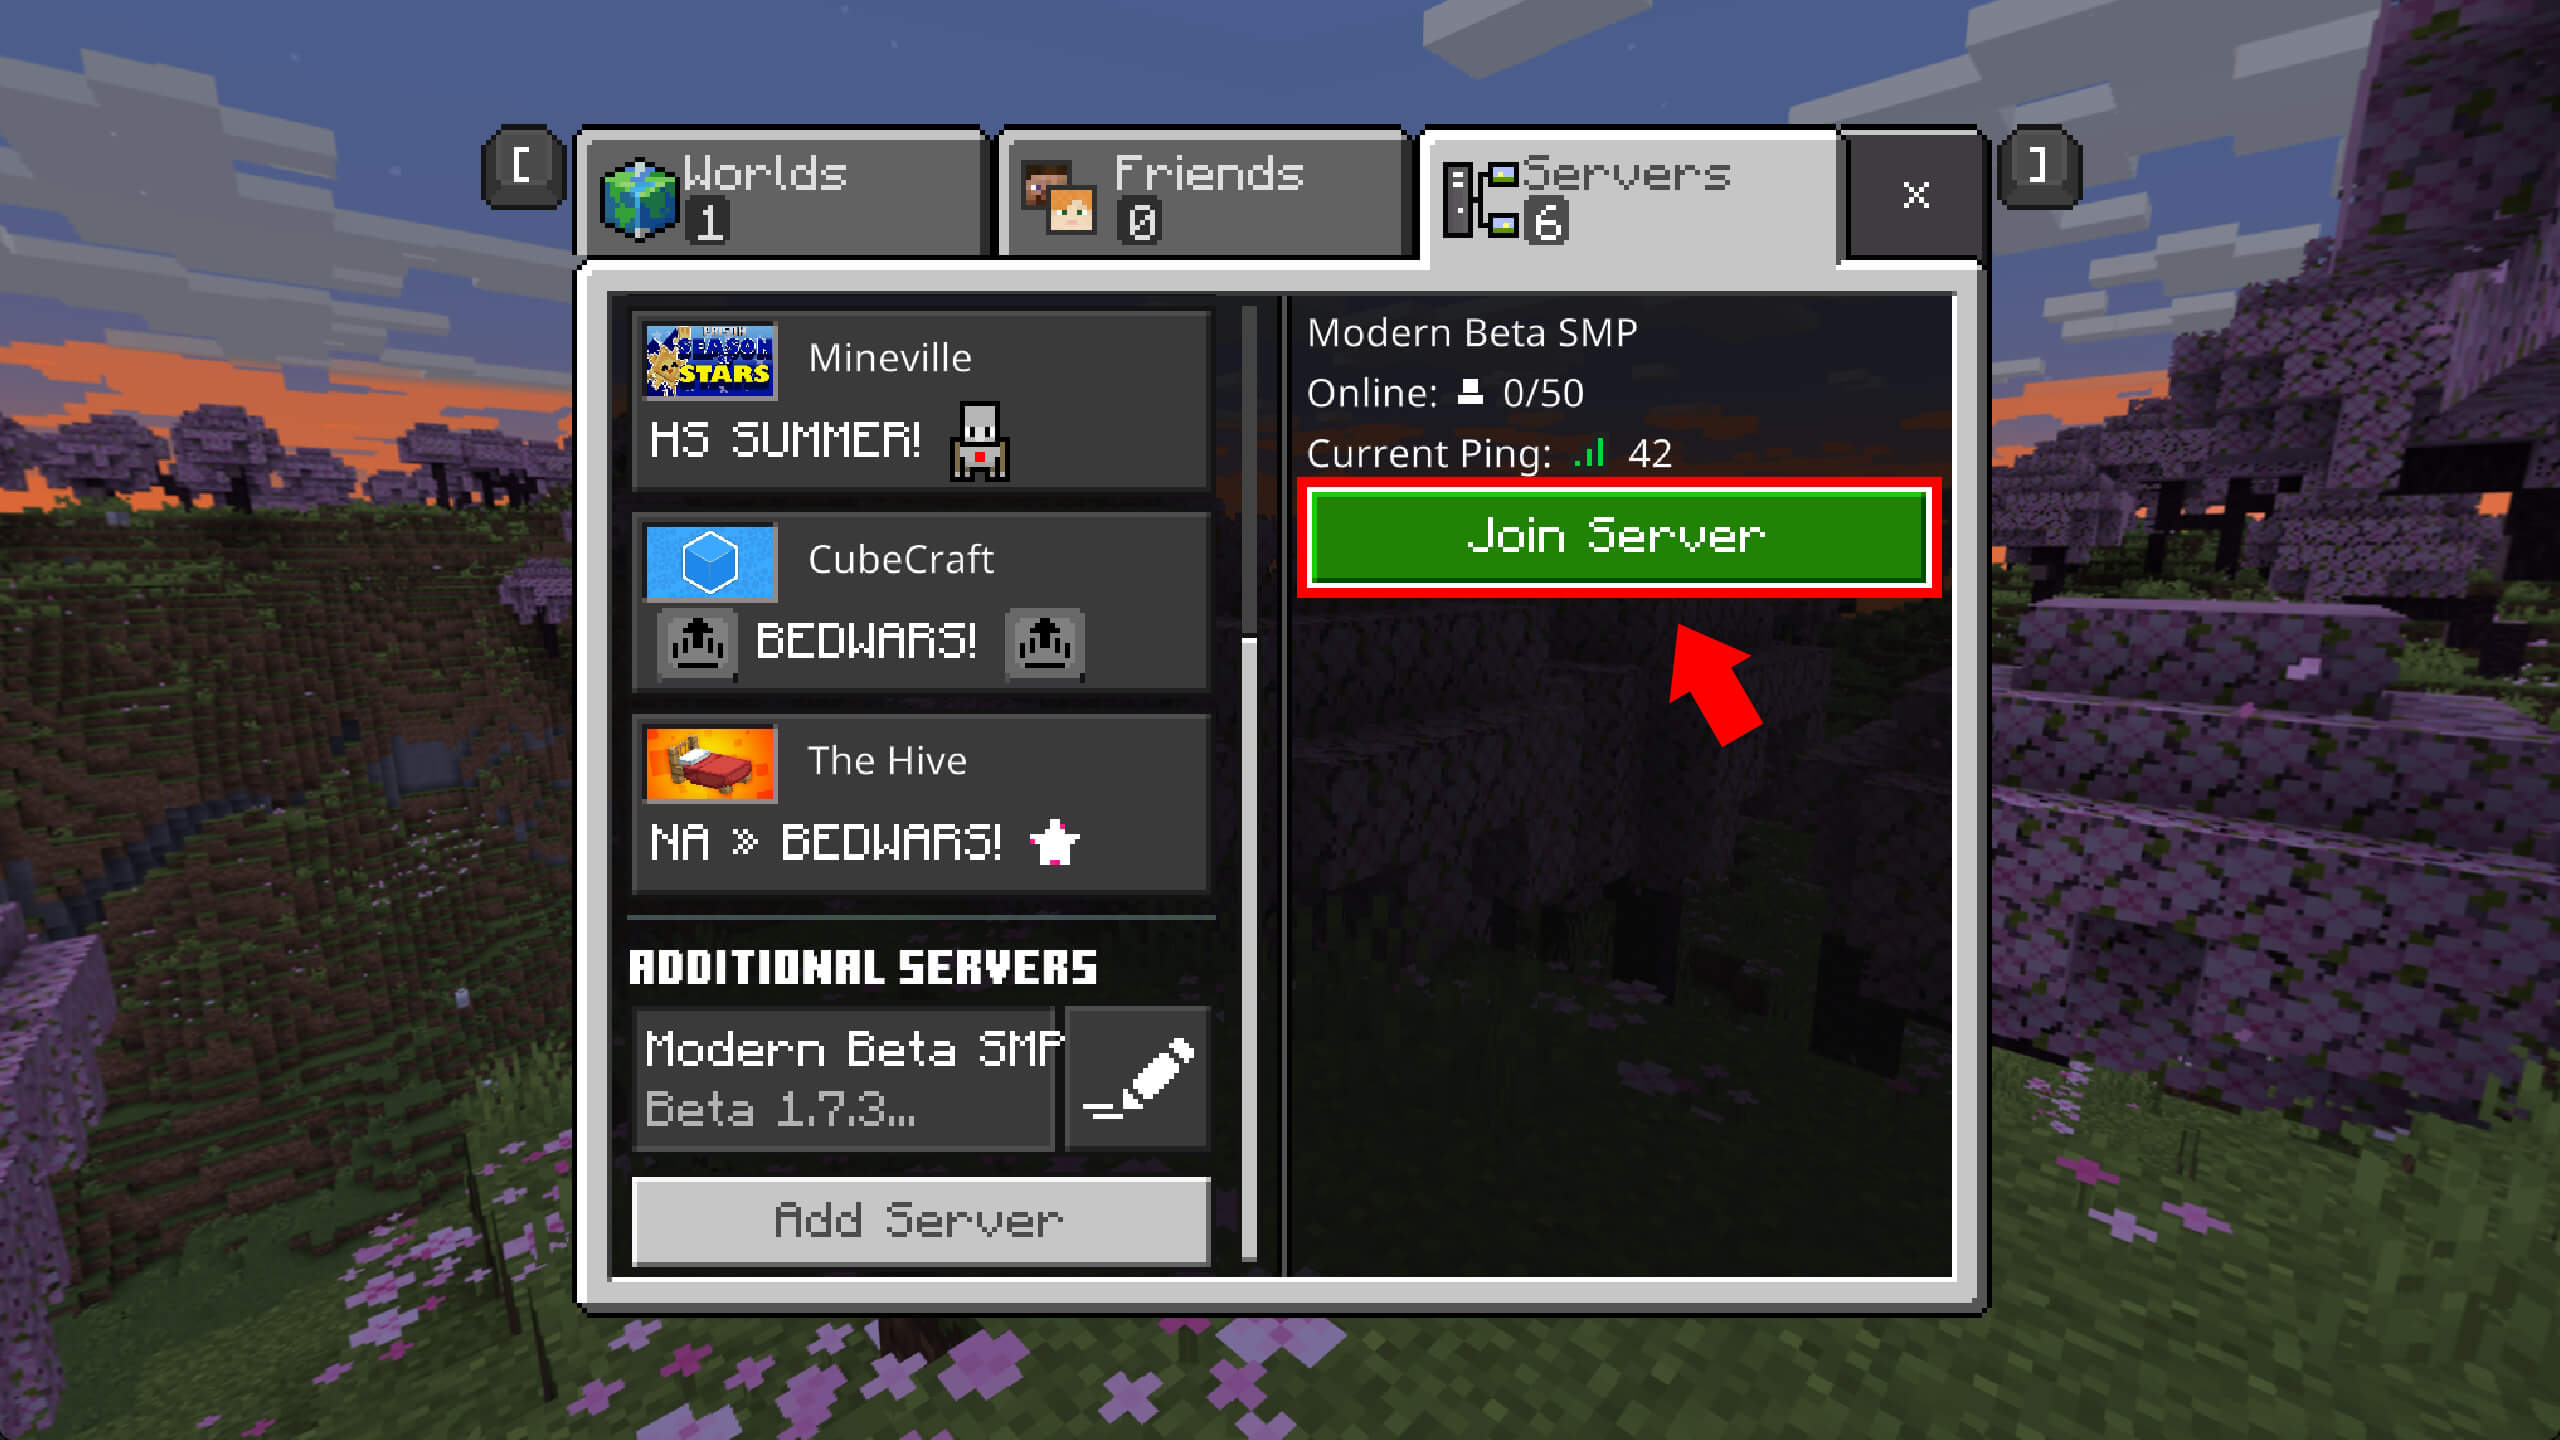 [
Worlds
1
Friends
0
Servers
6
X
]
SEASON
STARS
Mineville
HS SUMMER!
CubeCraft
BEDWARS!
The Hive
NA » BEDWARS!
ADDITIONAL SERVERS
Modern Beta SMP
Beta 1.7.3...
Add Server
Modern Beta SMP
Online: 0/50
Current Ping: 42
Join Server